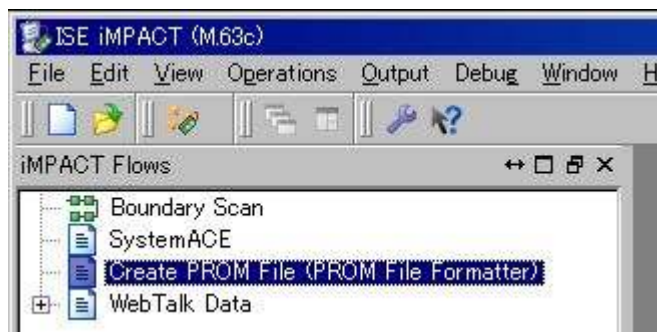 ISE iMPACT (M.63c)
File Edit View Operations Output Debug Window H
iMPACT Flows
Boundary Scan
SystemACE
Create PROM File (PROM File Formatter)
WebTalk Data